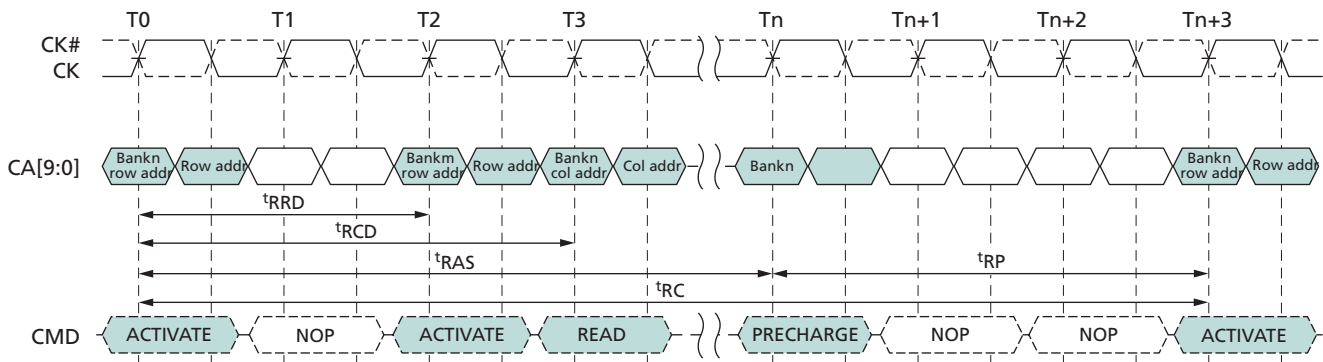 T0 T1 T2 T3 Tn Tn+1 Tn+2 Tn+3
CK#
CK
CA[9:0]
Bankn row addr
Row addr
Bankm row addr
Row addr
Bankn col addr
Col addr
Bankn
Bankn row addr
Row addr
tRRD
tRCD
tRAS tRP
tRC
CMD ACTIVATE NOP ACTIVATE READ PRECHARGE NOP NOP ACTIVATE